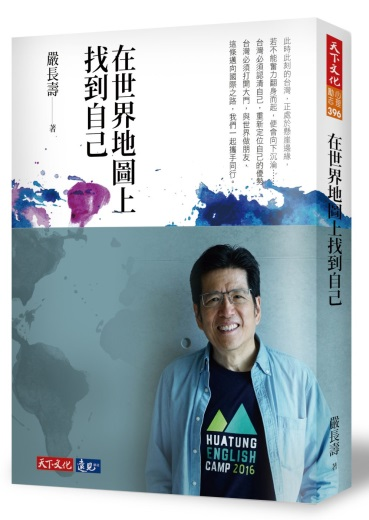 在世界地圖上
找到自己
嚴長壽 著
此時此刻的台灣，正處於懸崖邊緣，
若不能奮力翻身而起，便會向下沉淪……
台灣必須認清自己，重新定位自己的優勢，
台灣必須打開大門，與世界做朋友，
這條邁向國際之路，我們一起攜手同行。
HUATUNG
ENGLISH
CAMP 2016
天下文化
遠見
天下文化
396
在世界地圖上找到自己
嚴長壽 著